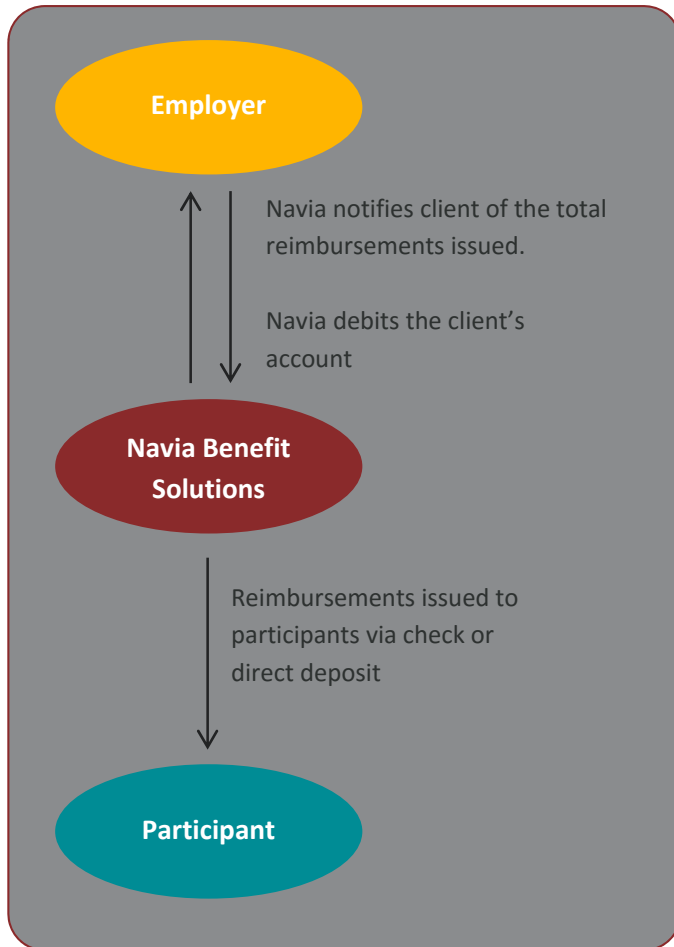 Employer
Navia notifies client of the total
reimbursements issued.
Navia debits the client’s
account
Navia Benefit
Solutions
Reimbursements issued to
participants via check or
direct deposit
Participant